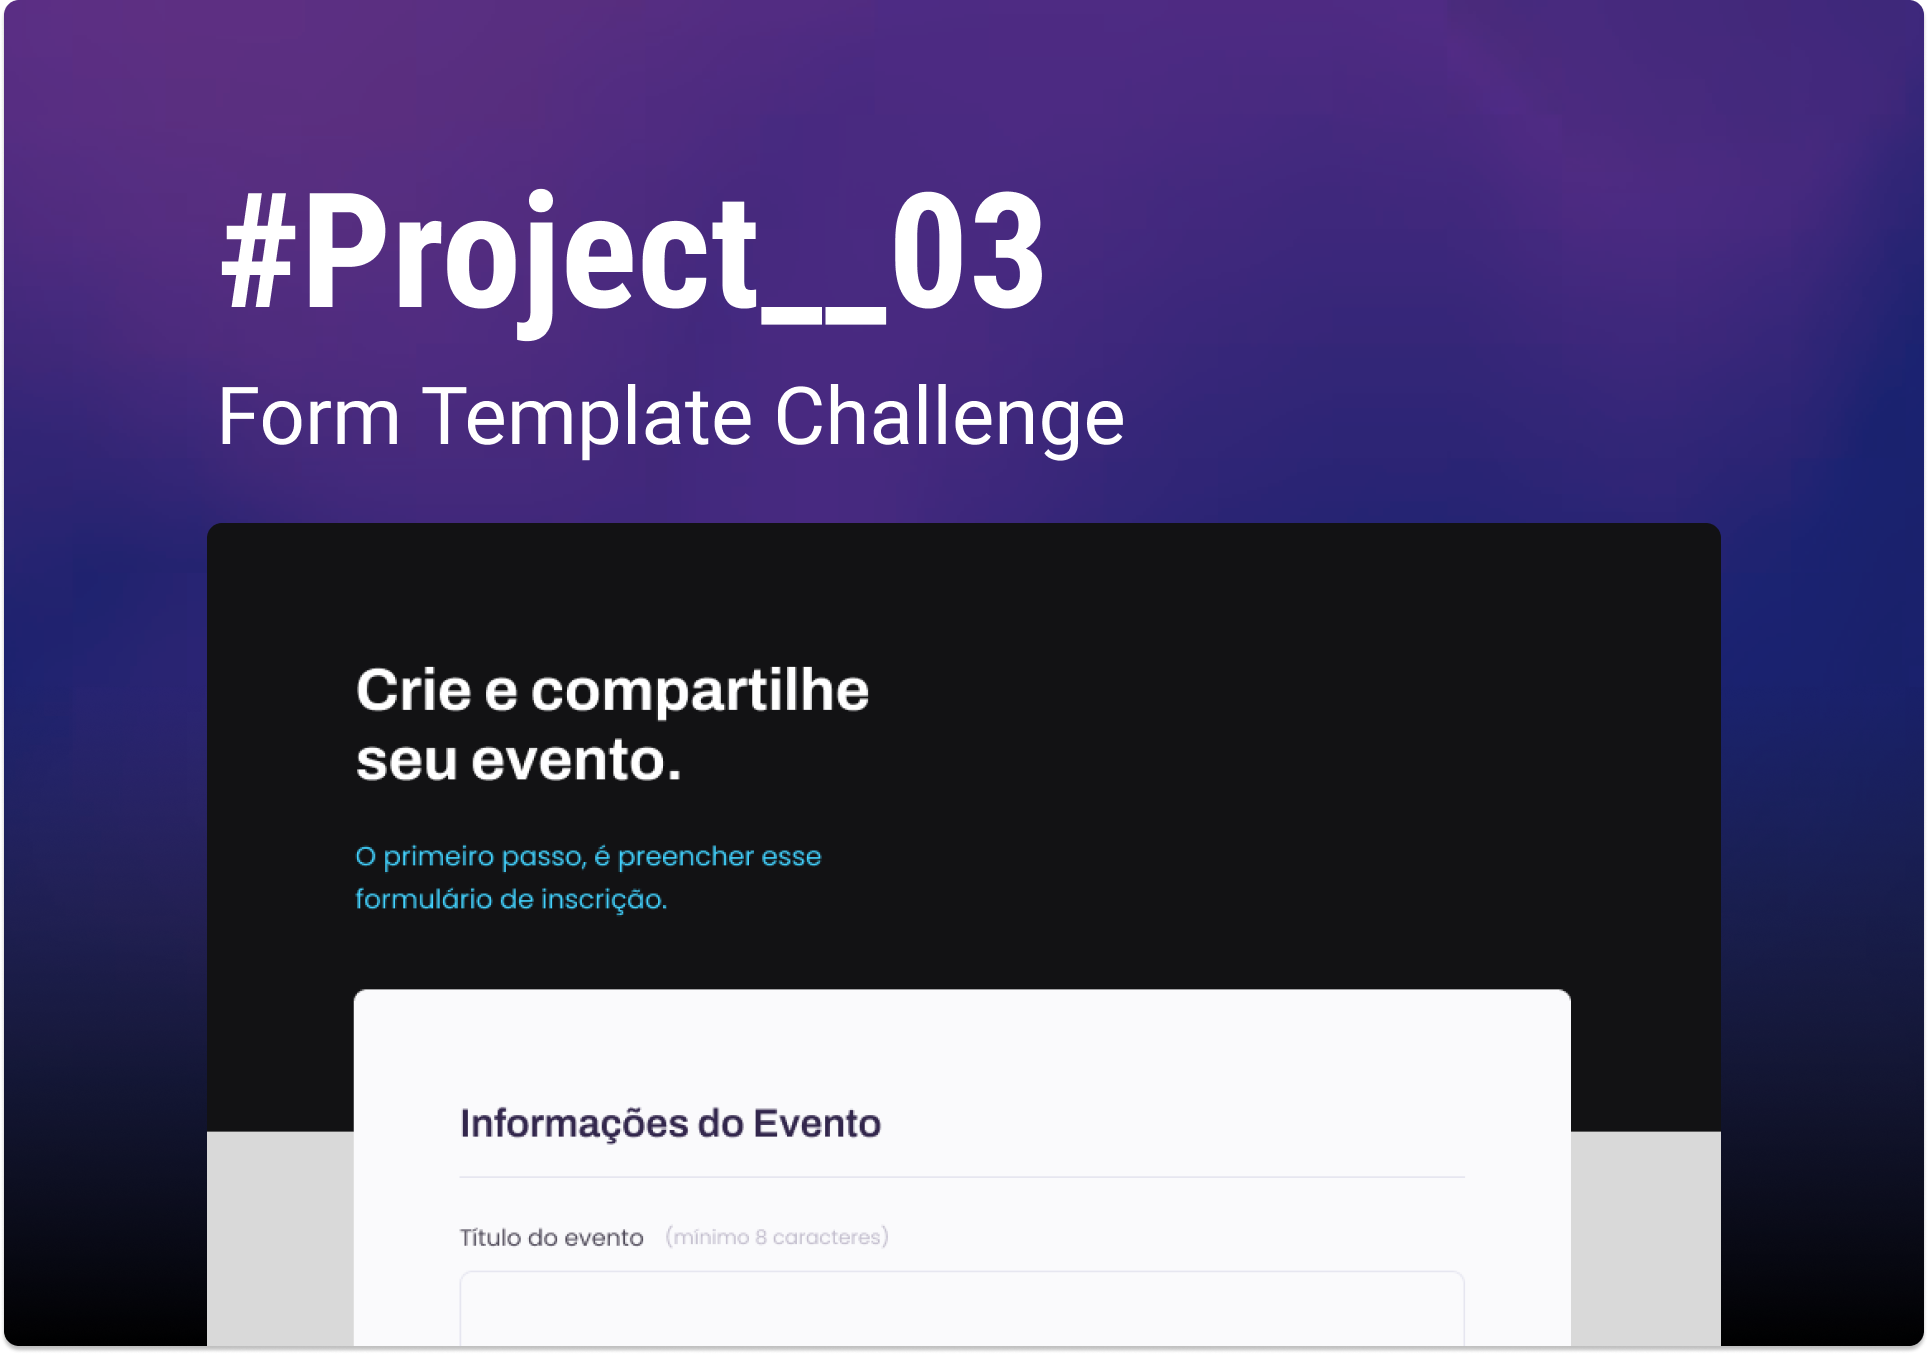 #Project__03
Form Template Challenge
Crie e compartilhe
seu evento.
O primeiro passo, é preencher esse
formulário de inscrição.
Informações do Evento
Título do evento (mínimo 8 caracteres)